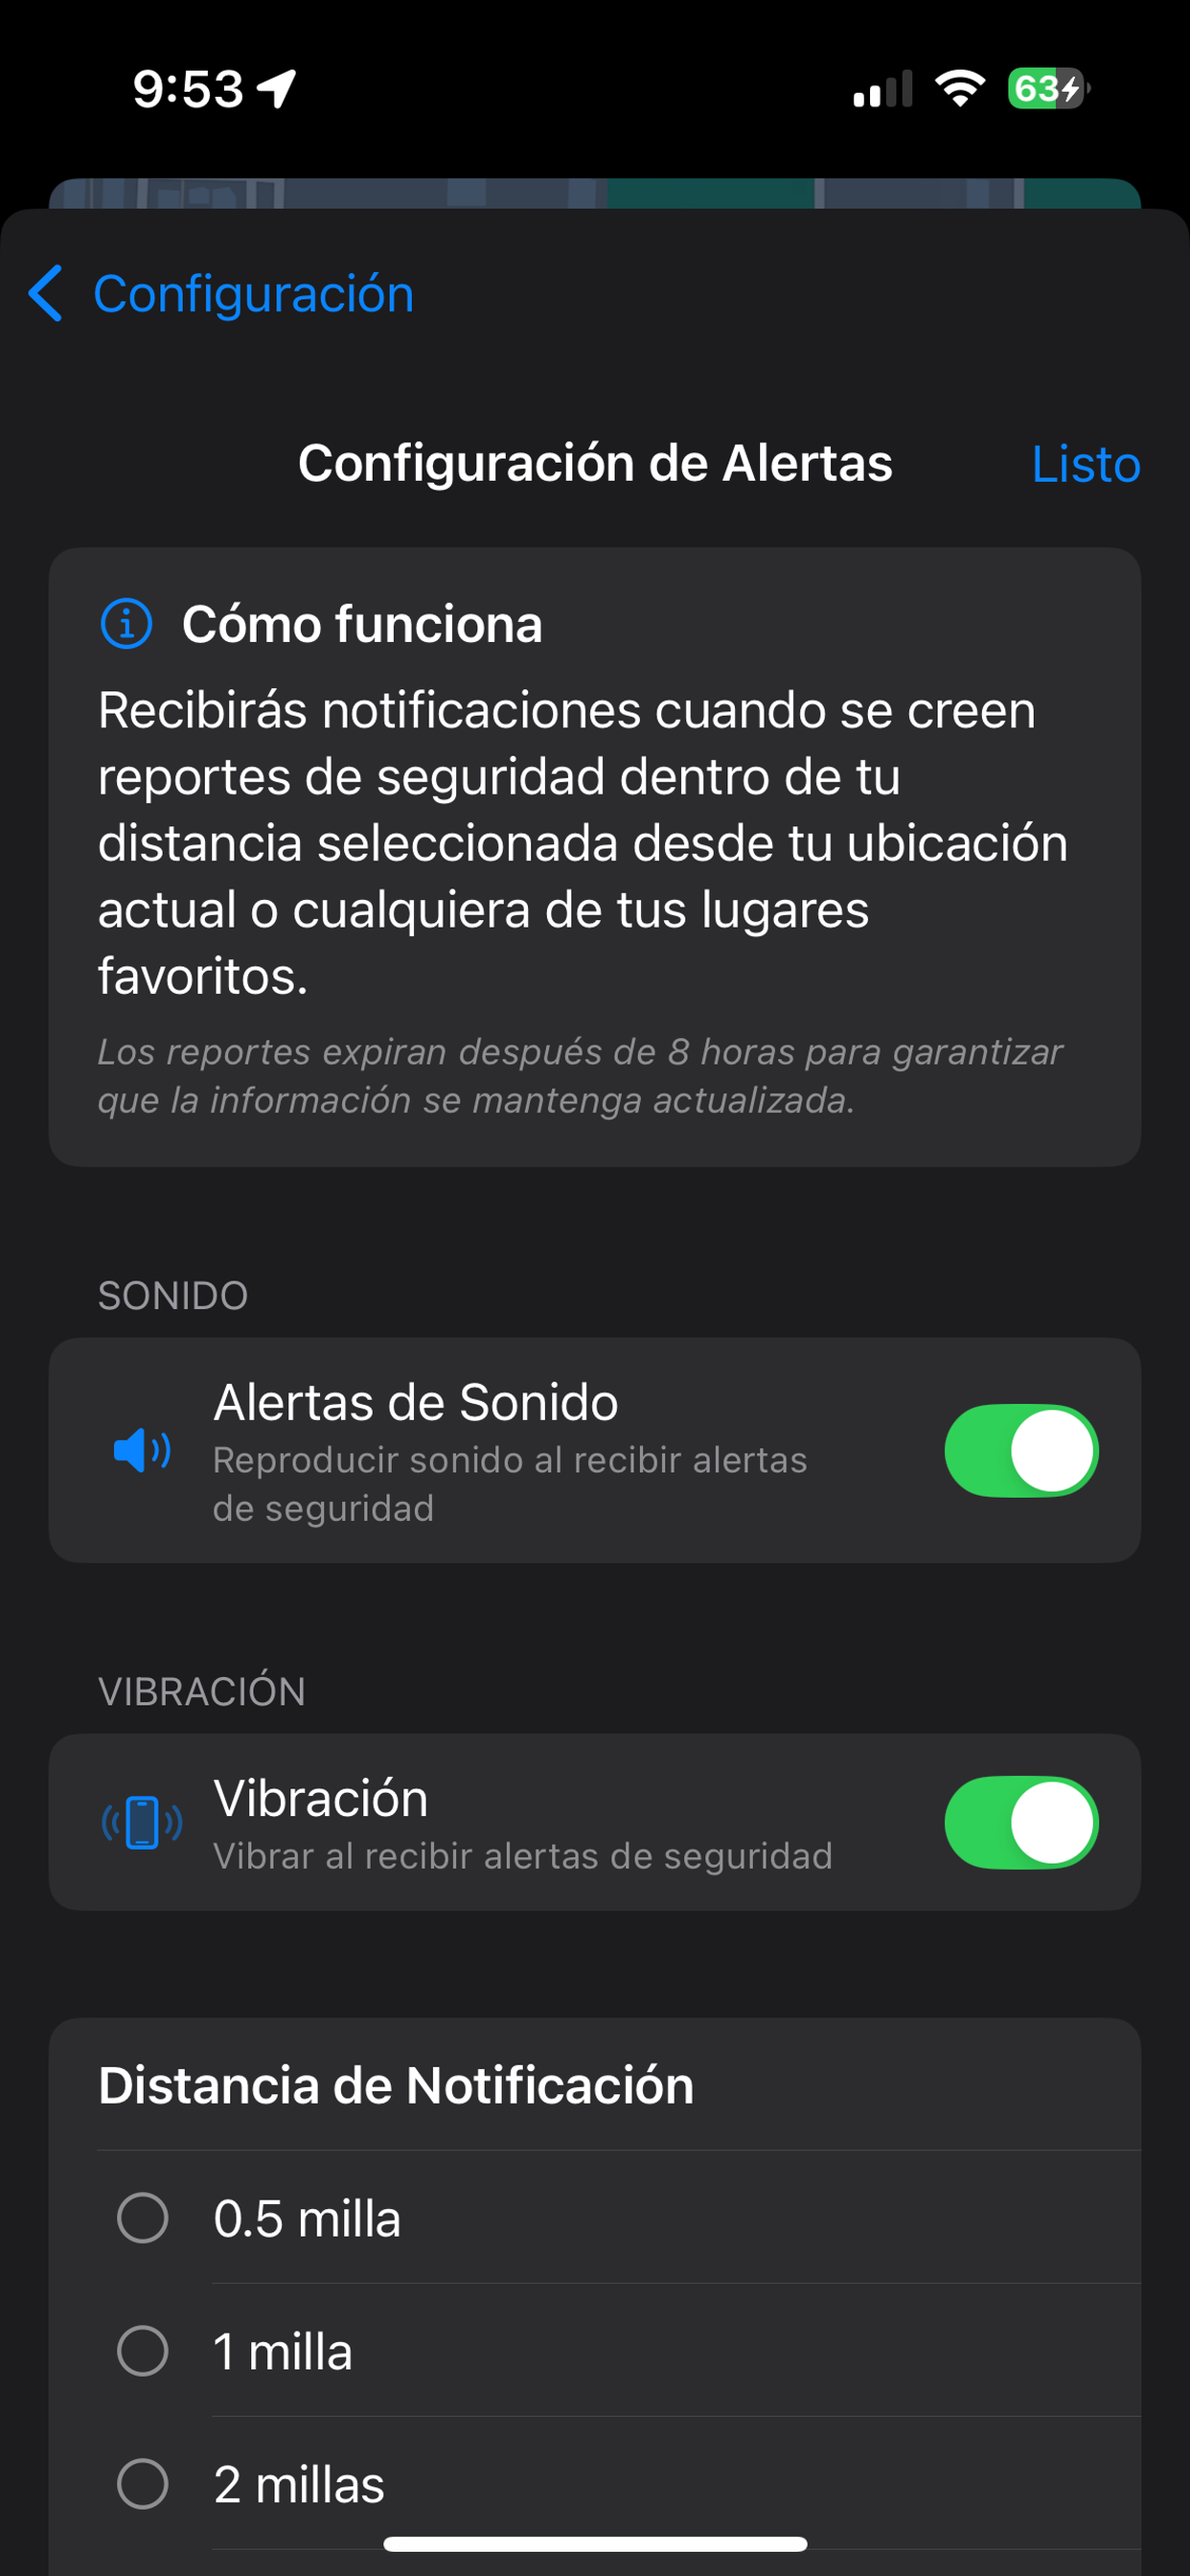 9:53
63
Configuración
Configuración de Alertas
Listo
Cómo funciona
Recibirás notificaciones cuando se creen
reportes de seguridad dentro de tu
distancia seleccionada desde tu ubicación
actual o cualquiera de tus lugares
favoritos.
Los reportes expiran después de 8 horas para garantizar
que la información se mantenga actualizada.
SONIDO
Alertas de Sonido
Reproducir sonido al recibir alertas
de seguridad
VIBRACIÓN
Vibración
Vibrar al recibir alertas de seguridad
Distancia de Notificación
0.5 milla
1 milla
2 millas